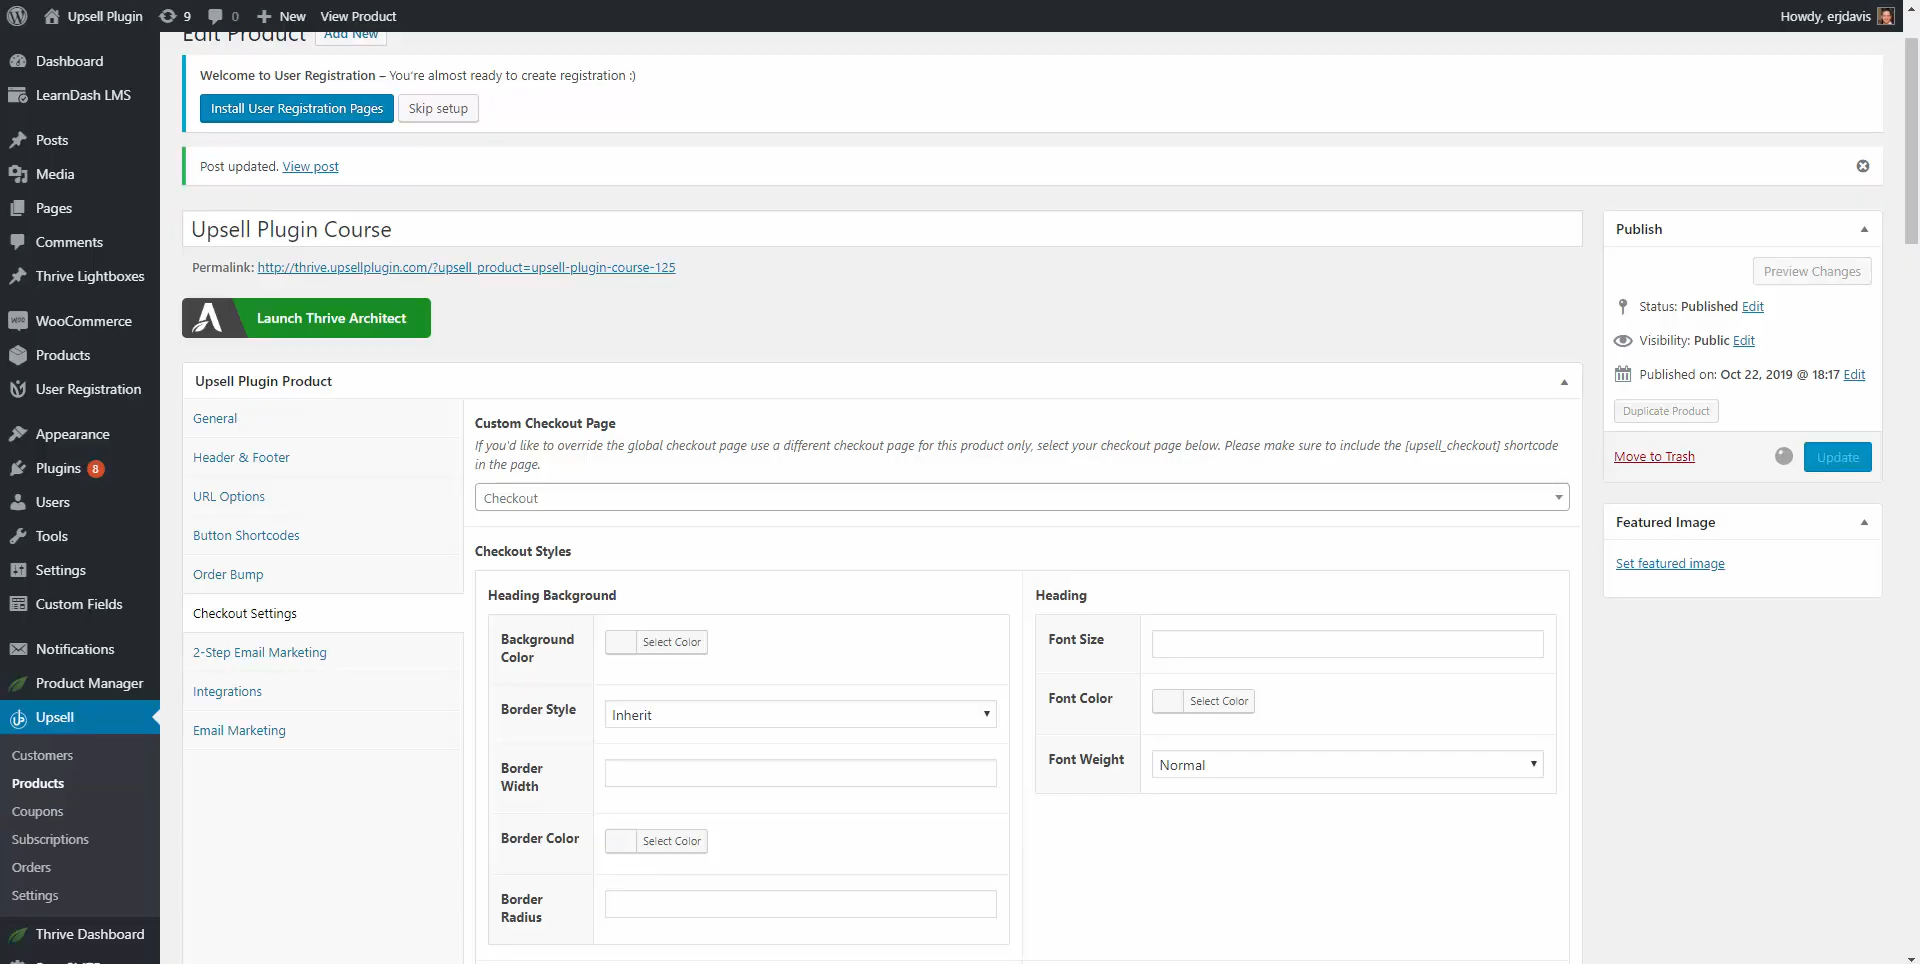 Upsell Plugin 9 0 New View Product Howdy, erjdavis
Edit Product Add New
Dashboard
LearnDash LMS
Posts
Media
Pages
Comments
Thrive Lightboxes
WooCommerce
Products
User Registration
Appearance
Plugins 8
Users
Tools
Settings
Custom Fields
Notifications
Product Manager
Upsell
Customers
Products
Coupons
Subscriptions
Orders
Settings
Thrive Dashboard
Welcome to User Registration – You're almost ready to create registration :)
Install User Registration Pages Skip setup
Post updated. View post
Upsell Plugin Course
Permalink: http://thrive.upsellplugin.com/?upsell_product=upsell-plugin-course-125
Launch Thrive Architect
Upsell Plugin Product
General
Header & Footer
URL Options
Button Shortcodes
Order Bump
Checkout Settings
2-Step Email Marketing
Integrations
Email Marketing
Custom Checkout Page
If you'd like to override the global checkout page use a different checkout page for this product only, select your checkout page below. Please make sure to include the [upsell_checkout] shortcode
in the page.
Checkout
Checkout Styles
Heading Background
Background
Color
Select Color
Border Style
Inherit
Border
Width
Border Color
Select Color
Border
Radius
Heading
Font Size
Font Color
Select Color
Font Weight
Normal
Publish
Preview Changes
Status: Published Edit
Visibility: Public Edit
Published on: Oct 22, 2019 @ 18:17 Edit
Duplicate Product
Move to Trash Update
Featured Image
Set featured image